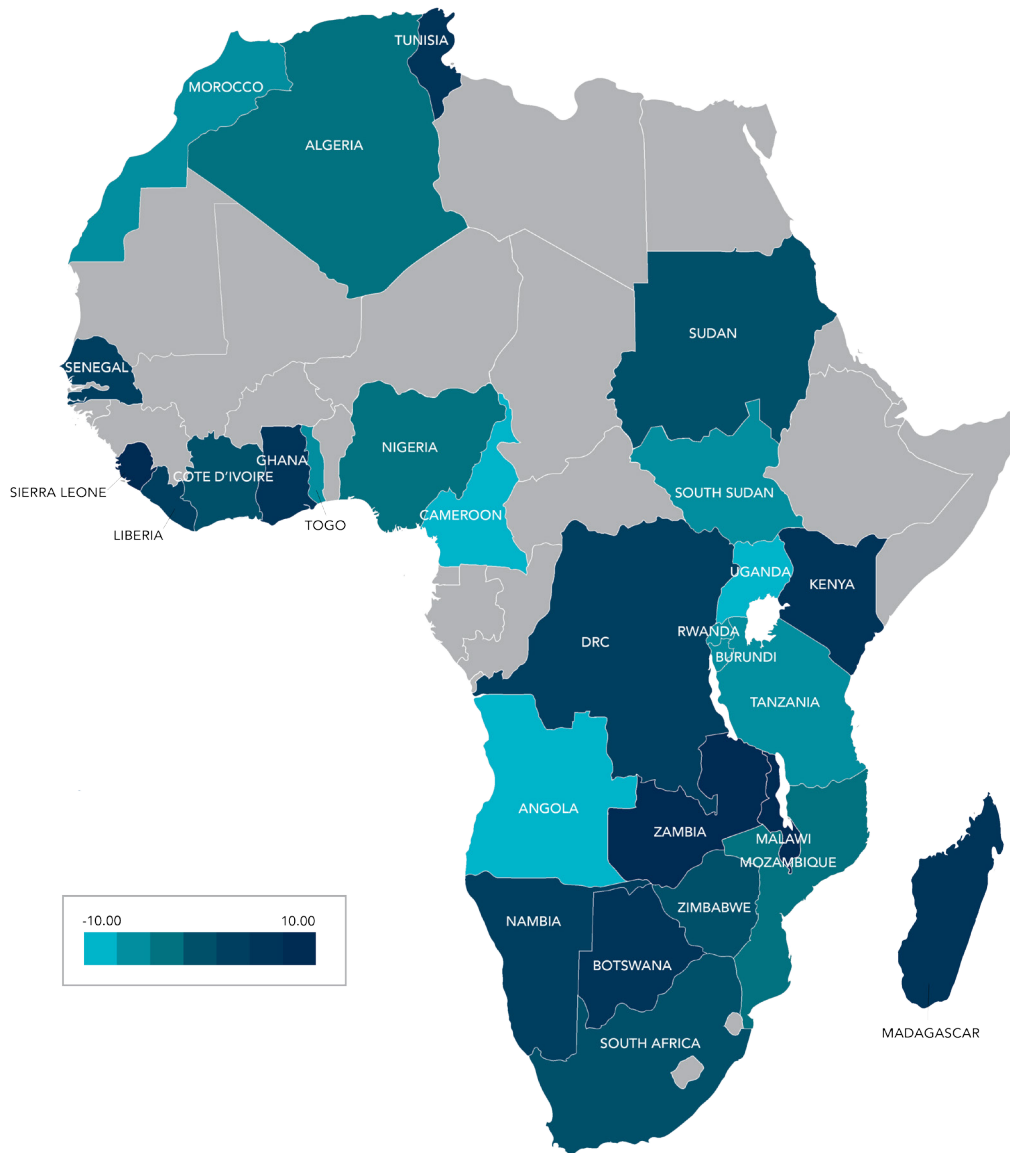 TUNISIA
MOROCCO
ALGERIA
SUDAN
SENEGAL
NIGERIA
GHANA
COTE D'IVOIRE
SIERRA LEONE
SOUTH SUDAN
CAMEROON
TOGO
LIBERIA
UGANDA
KENYA
RWANDA
DRC
BURUNDI
TANZANIA
ANGOLA
ZAMBIA
MALAWI
MOZAMBIQUE
ZIMBABWE
NAMBIA
-10.00 10.00
BOTSWANA
MADAGASCAR
SOUTH AFRICA